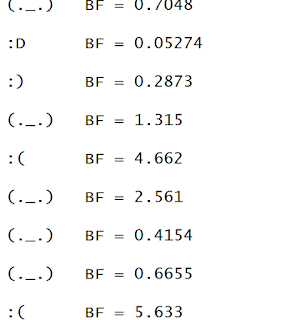 (._.) BF = 0.7048
:D BF = 0.05274
:) BF = 0.2873
(._.) BF = 1.315
:( BF = 4.662
(._.) BF = 2.561
(._.) BF = 0.4154
(._.) BF = 0.6655
:( BF = 5.633